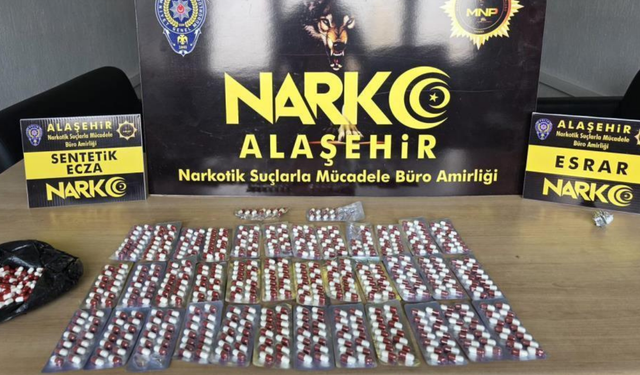 MNP
NARKO
ALAŞEHİR
Narkotik Suçlarla Mücadele Büro Amirliği
ALAŞEHİR
Narkotik Suçlarla Mücadele
Büro Amirliği
SENTETİK
ECZA
NARKO
ALAŞEHİR
Narkotik Suçlarla Mücadele
Büro Amirliği
ESRAR
NARKO